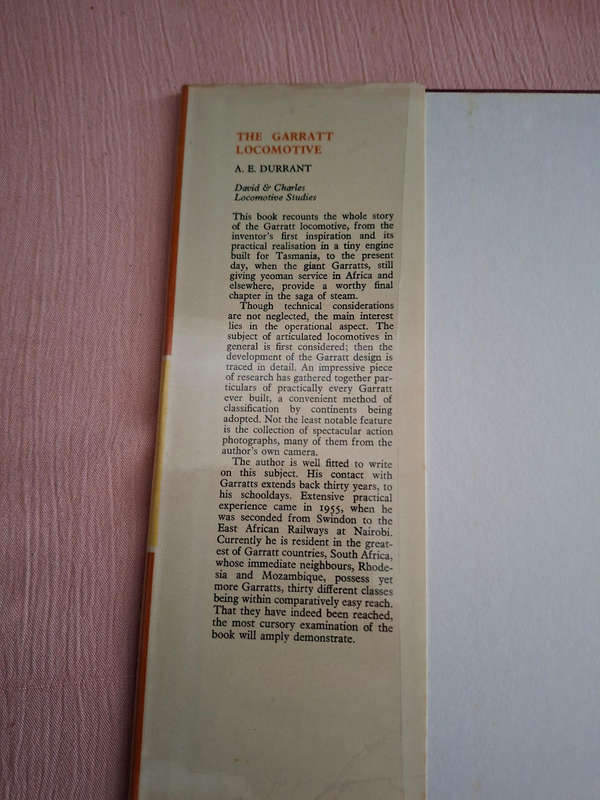 THE GARRATT
LOCOMOTIVE
A. E. DURRANT
David & Charles
Locomotive Studies
This book recounts the whole story
of the Garratt locomotive, from the
inventor's first inspiration and its
practical realisation in a tiny engine
built for Tasmania, to the present
day, when the giant Garratts, still
giving yeoman service in Africa and
elsewhere, provide a worthy final
chapter in the saga of steam.
Though technical considerations
are not neglected, the main interest
lies in the operational aspect. The
subject of articulated locomotives in
general is first considered; then the
development of the Garratt design is
traced in detail. An impressive piece
of research has gathered together par-
ticulars of practically every Garratt
ever built, a convenient method of
classification by continents being
adopted. Not the least notable feature
is the collection of spectacular action
photographs, many of them from the
author's own camera.
The author is well fitted to write
on this subject. His contact with
Garratts extends back thirty years, to
his schooldays. Extensive practical
experience came in 1955, when he
was seconded from Swindon to the
East African Railways at Nairobi.
Currently he is resident in the great-
est of Garratt countries, South Africa,
whose immediate neighbours, Rhode-
sia and Mozambique, possess yet
more Garratts, thirty different classes
being within comparatively easy reach.
That they have indeed been reached,
the most cursory examination of the
book will amply demonstrate.